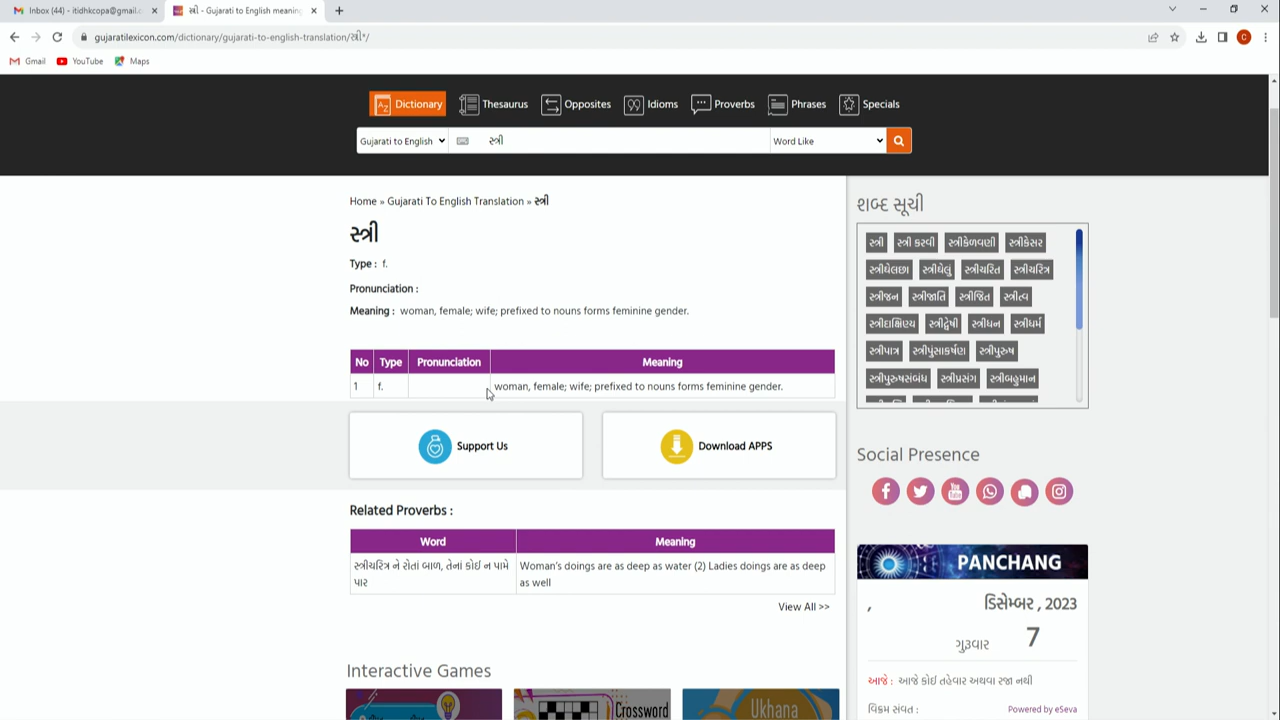 Inbox (44) - itidhkcopa@gmail.c
સ્ત્રી - Gujarati to English meanin
gujaratilexicon.com/dictionary/gujarati-to-english-translation/સ્ત્રી*/
Gmail YouTube Maps
Dictionary Thesaurus Opposites Idioms Proverbs Phrases Specials
Gujarati to English સ્ત્રી Word Like
Home » Gujarati To English Translation » સ્ત્રી
સ્ત્રી
Type : f.
Pronunciation :
Meaning : woman, female; wife; prefixed to nouns forms feminine gender.
No Type Pronunciation Meaning
1 f. woman, female; wife; prefixed to nouns forms feminine gender.
Support Us Download APPS
Related Proverbs :
Word Meaning
સ્ત્રીચરિત્ર ને રોતાં બાળ, તેનાં કોઈ ન પામે Woman's doings are as deep as water (2) Ladies doings are as deep
પાર as well
View All >>
Interactive Games
Crossword
Ukhana
શબ્દ સૂચી
સ્ત્રી સ્ત્રી કરવી સ્ત્રીકેળવણી સ્ત્રીકેસર
સ્ત્રીઘેલછા સ્ત્રીઘેલું સ્ત્રીચરિત સ્ત્રીચરિત્ર
સ્ત્રીજન સ્ત્રીજાતિ સ્ત્રીજિત સ્ત્રીત્વ
સ્ત્રીદાક્ષિણ્ય સ્ત્રીદ્વેષી સ્ત્રીધન સ્ત્રીધર્મ
સ્ત્રીપાત્ર સ્ત્રીપુંસાકર્ષણ સ્ત્રીપુરુષ
સ્ત્રીપુરુષસંબંધ સ્ત્રીપ્રસંગ સ્ત્રીબહુમાન
Social Presence
PANCHANG
, ડિસેમ્બર , 2023
ગુરૂવાર 7
આજે : આજે કોઈ તહેવાર અથવા રજા નથી
વિક્રમ સંવત : Powered by eSeva